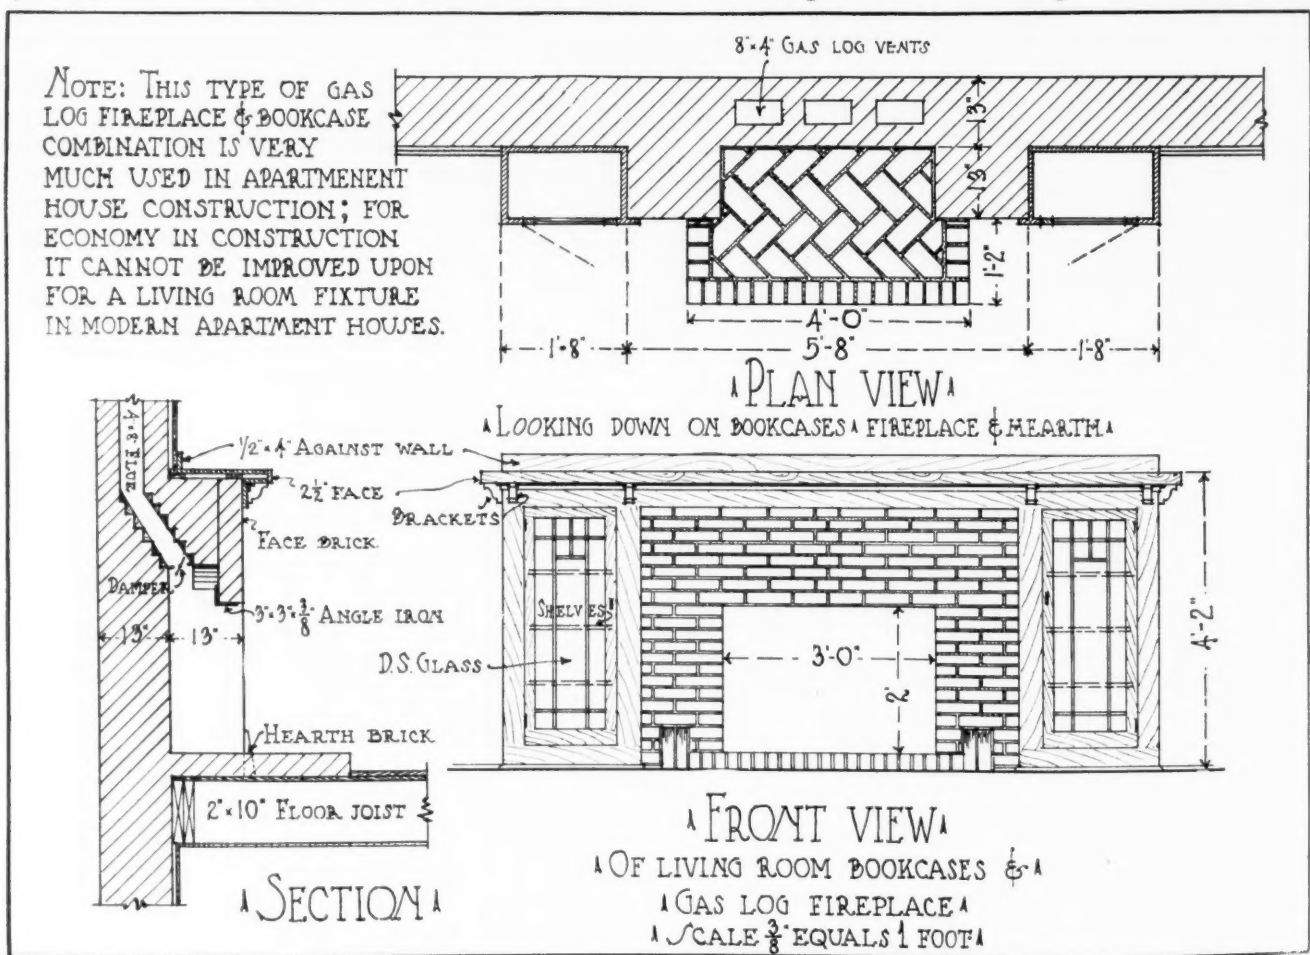 NOTE: THIS TYPE OF GAS
LOG FIREPLACE & BOOKCASE
COMBINATION IS VERY
MUCH USED IN APARTMENENT
HOUSE CONSTRUCTION; FOR
ECONOMY IN CONSTRUCTION
IT CANNOT BE IMPROVED UPON
FOR A LIVING ROOM FIXTURE
IN MODERN APARTMENT HOUSES.
8"×4" GAS LOG VENTS
13"
13"
1'-2"
4'-0"
1'-8"
5'-8"
1'-8"
PLAN VIEW
LOOKING DOWN ON BOOKCASES FIREPLACE & HEARTH
4"×8" FLUE
1/2"×4" AGAINST WALL
2 1/2" FACE
BRACKETS
FACE BRICK
DAMPER
3"×3"×3/8" ANGLE IRON
13"
13"
D.S. GLASS
HEARTH BRICK
2"×10" FLOOR JOIST
SECTION
SHELVES
3'-0"
2'
4'-2"
FRONT VIEW
OF LIVING ROOM BOOKCASES &
GAS LOG FIREPLACE
SCALE 3/8" EQUALS 1 FOOT